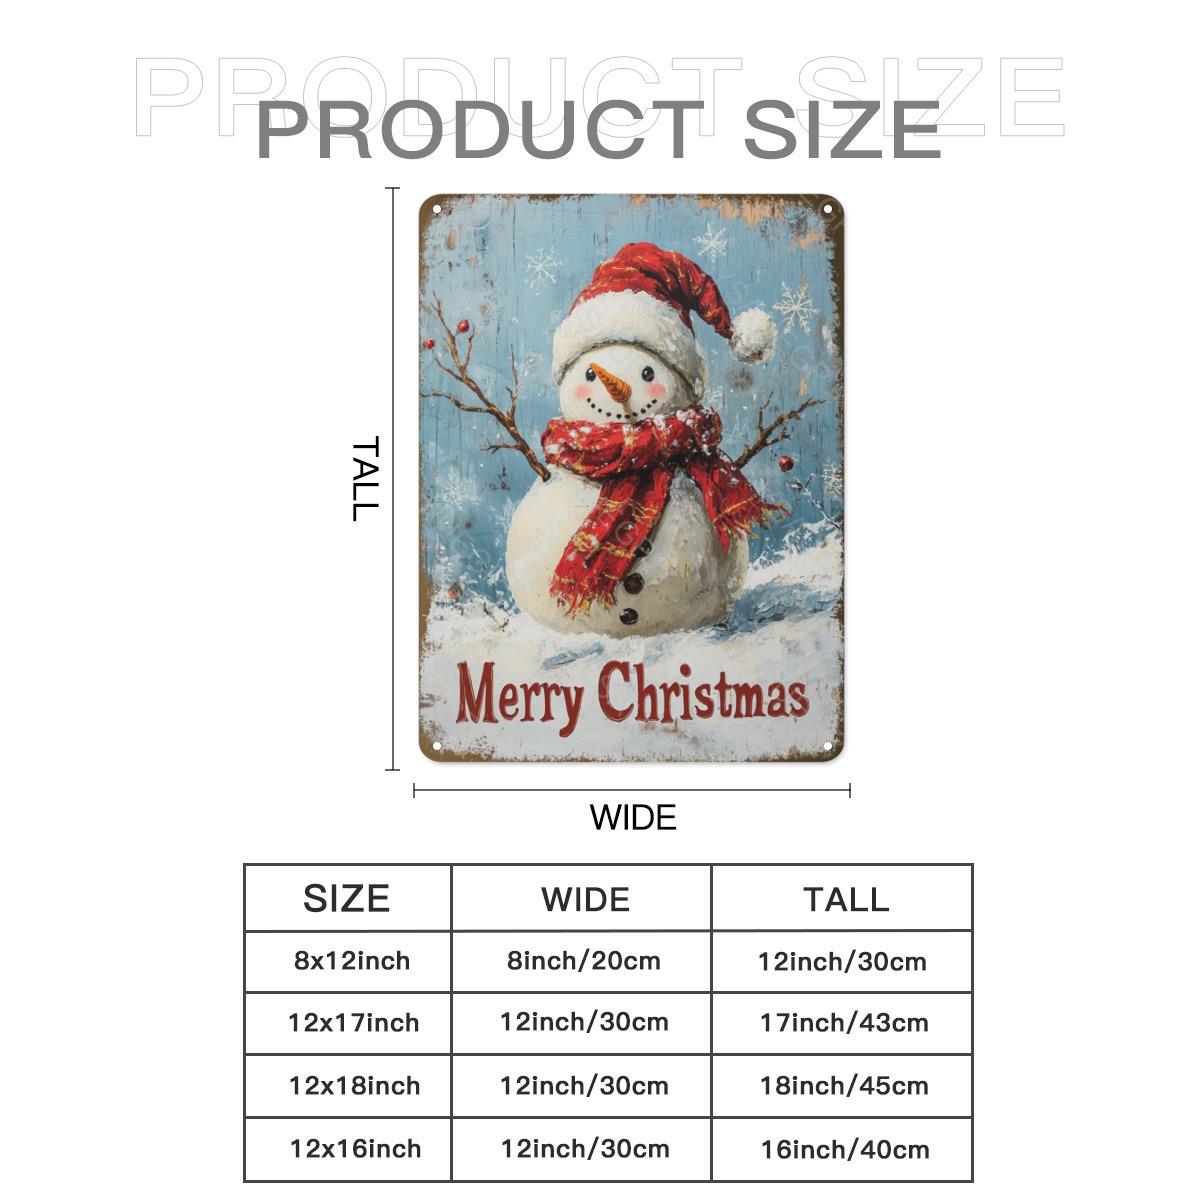 PRODUCT SIZE
PRODUCT SIZE
TALL
Merry Christmas
WIDE
SIZE WIDE TALL
8x12inch 8inch/20cm 12inch/30cm
12x17inch 12inch/30cm 17inch/43cm
12x18inch 12inch/30cm 18inch/45cm
12x16inch 12inch/30cm 16inch/40cm